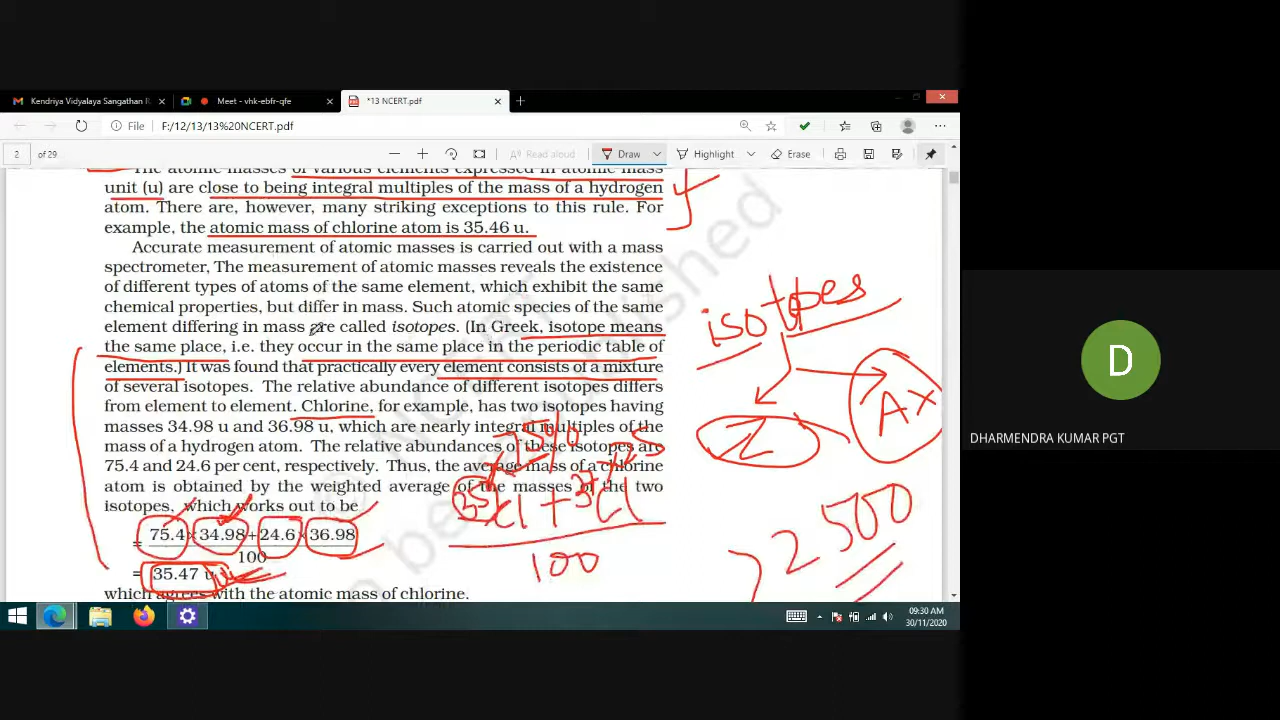 Kendriya Vidyalaya Sangathan R
Meet - vhk-ebfr-qfe
*13 NCERT.pdf
File F:/12/13/13%20NCERT.pdf
2 of 29
Read aloud
Draw
Highlight
Erase
The atomic masses of various elements expressed in atomic mass
unit (u) are close to being integral multiples of the mass of a hydrogen
atom. There are, however, many striking exceptions to this rule. For
example, the atomic mass of chlorine atom is 35.46 u.
Accurate measurement of atomic masses is carried out with a mass
spectrometer, The measurement of atomic masses reveals the existence
of different types of atoms of the same element, which exhibit the same
chemical properties, but differ in mass. Such atomic species of the same
element differing in mass are called isotopes. (In Greek, isotope means
the same place, i.e. they occur in the same place in the periodic table of
elements.) It was found that practically every element consists of a mixture
of several isotopes. The relative abundance of different isotopes differs
from element to element. Chlorine, for example, has two isotopes having
masses 34.98 u and 36.98 u, which are nearly integral multiples of the
mass of a hydrogen atom. The relative abundances of these isotopes are
75.4 and 24.6 per cent, respectively. Thus, the average mass of a chlorine
atom is obtained by the weighted average of the masses of the two
isotopes, which works out to be
= 75.4 × 34.98 + 24.6 × 36.98
100
= 35.47 u
which agrees with the atomic mass of chlorine.
isotopes
Z
A X
75%
25
35 Cl + 37 Cl
100
2500
D
DHARMENDRA KUMAR PGT
09:30 AM
30/11/2020